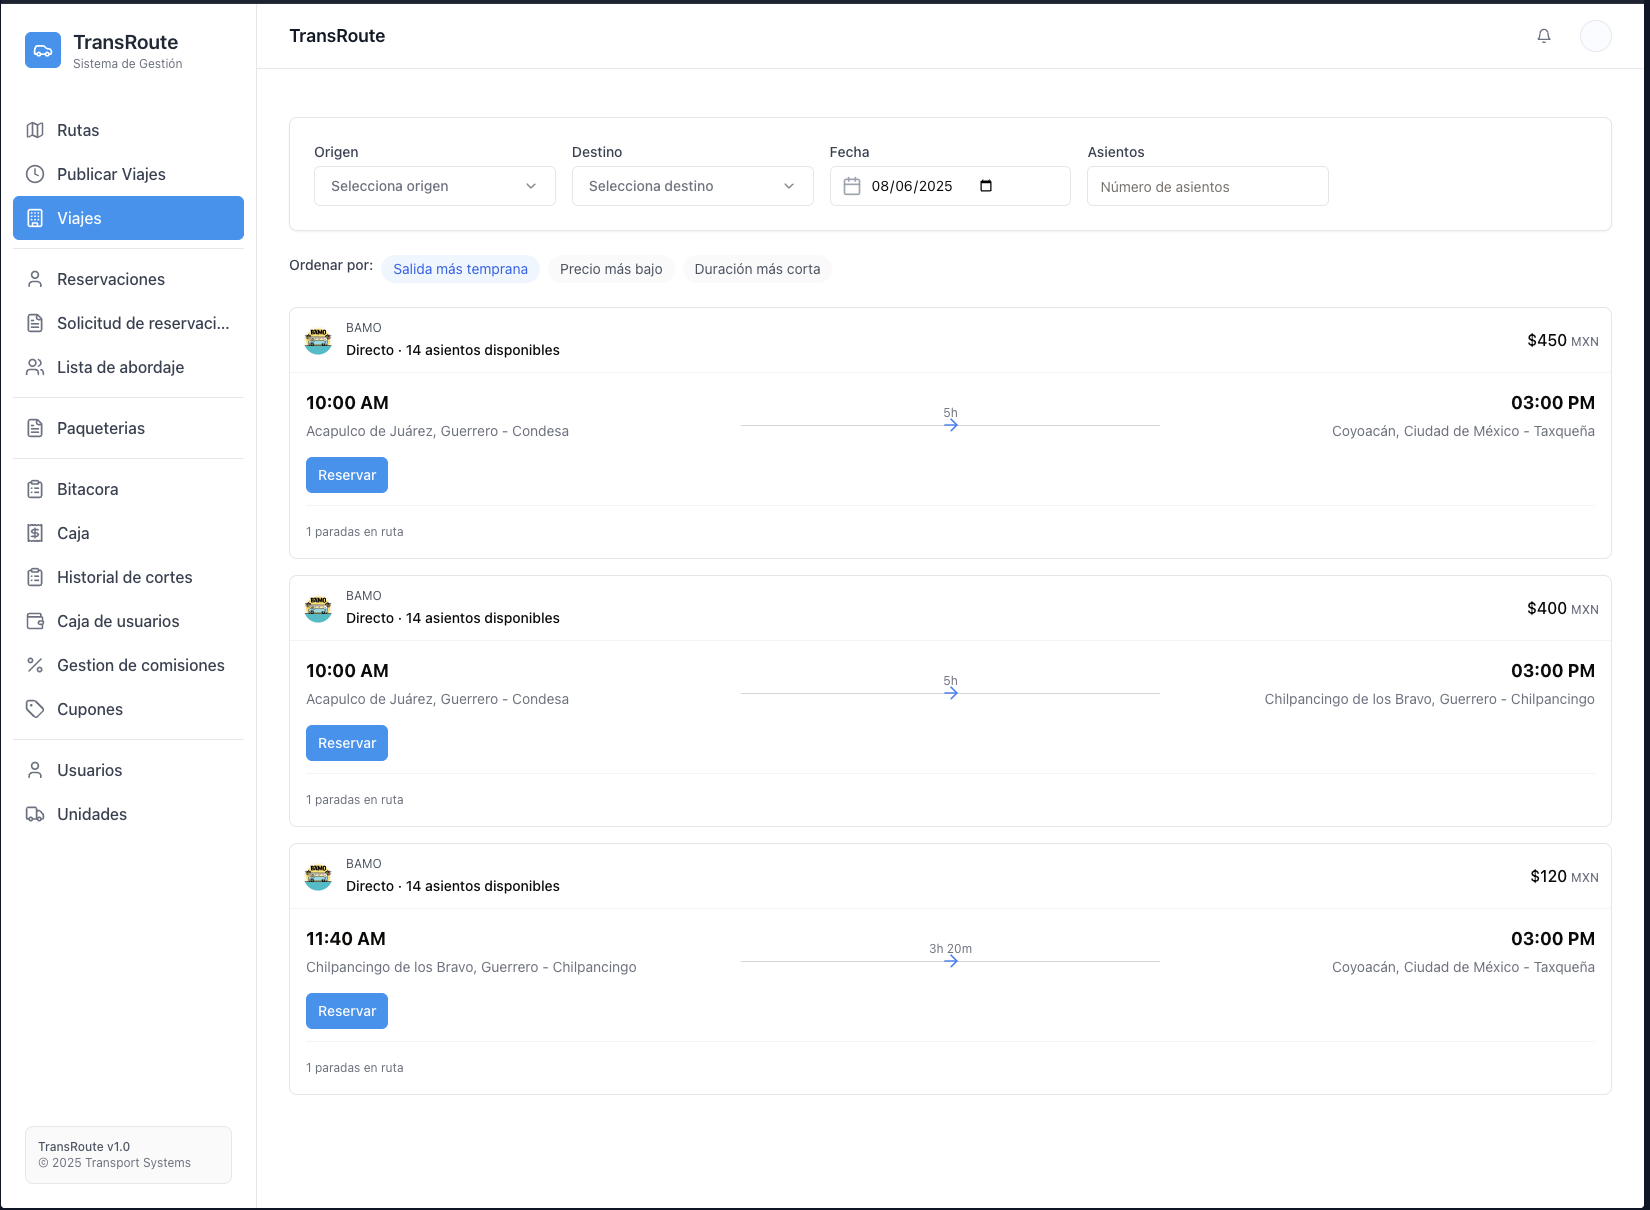 TransRoute
Sistema de Gestión
Rutas
Publicar Viajes
Viajes
Reservaciones
Solicitud de reservaci...
Lista de abordaje
Paqueterias
Bitacora
Caja
Historial de cortes
Caja de usuarios
Gestion de comisiones
Cupones
Usuarios
Unidades
TransRoute v1.0
© 2025 Transport Systems
TransRoute
Origen
Selecciona origen
Destino
Selecciona destino
Fecha
08/06/2025
Asientos
Número de asientos
Ordenar por: Salida más temprana Precio más bajo Duración más corta
BAMO
BAMO
Directo · 14 asientos disponibles
$450 MXN
10:00 AM
Acapulco de Juárez, Guerrero - Condesa
5h
03:00 PM
Coyoacán, Ciudad de México - Taxqueña
Reservar
1 paradas en ruta
BAMO
BAMO
Directo · 14 asientos disponibles
$400 MXN
10:00 AM
Acapulco de Juárez, Guerrero - Condesa
5h
03:00 PM
Chilpancingo de los Bravo, Guerrero - Chilpancingo
Reservar
1 paradas en ruta
BAMO
BAMO
Directo · 14 asientos disponibles
$120 MXN
11:40 AM
Chilpancingo de los Bravo, Guerrero - Chilpancingo
3h 20m
03:00 PM
Coyoacán, Ciudad de México - Taxqueña
Reservar
1 paradas en ruta